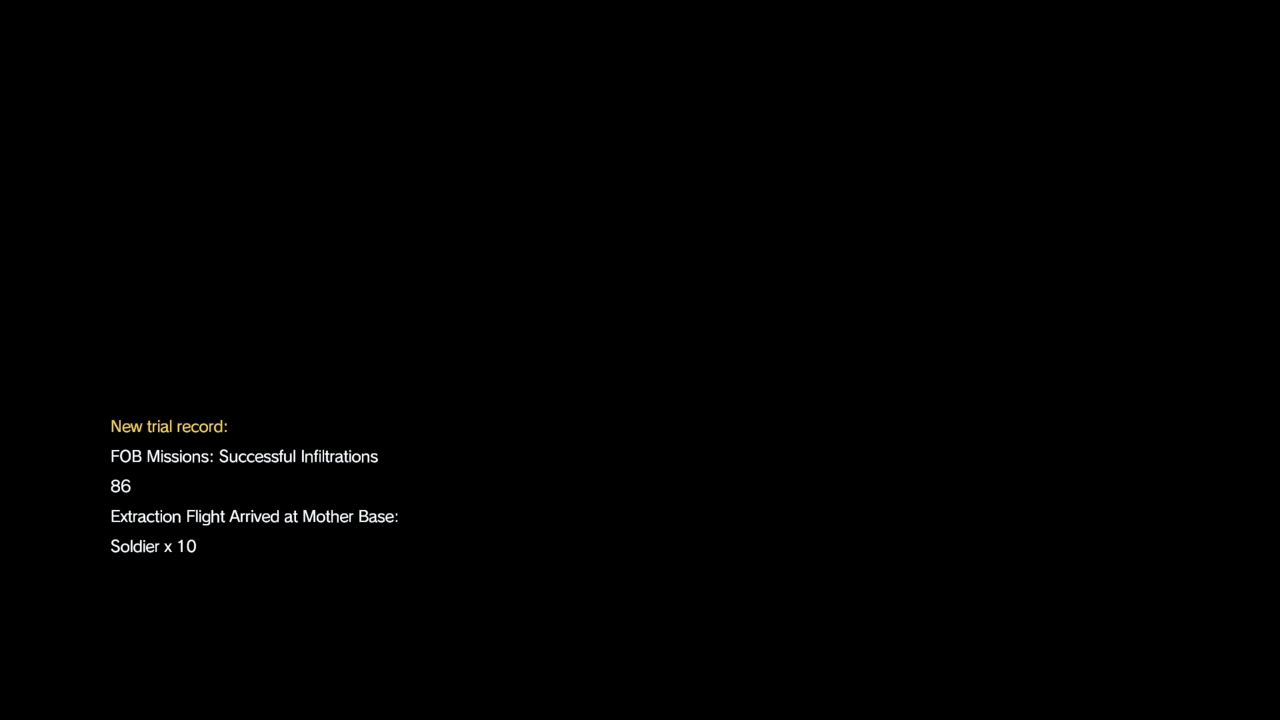 New trial record:
FOB Missions: Successful Infiltrations
86
Extraction Flight Arrived at Mother Base:
Soldier x 10